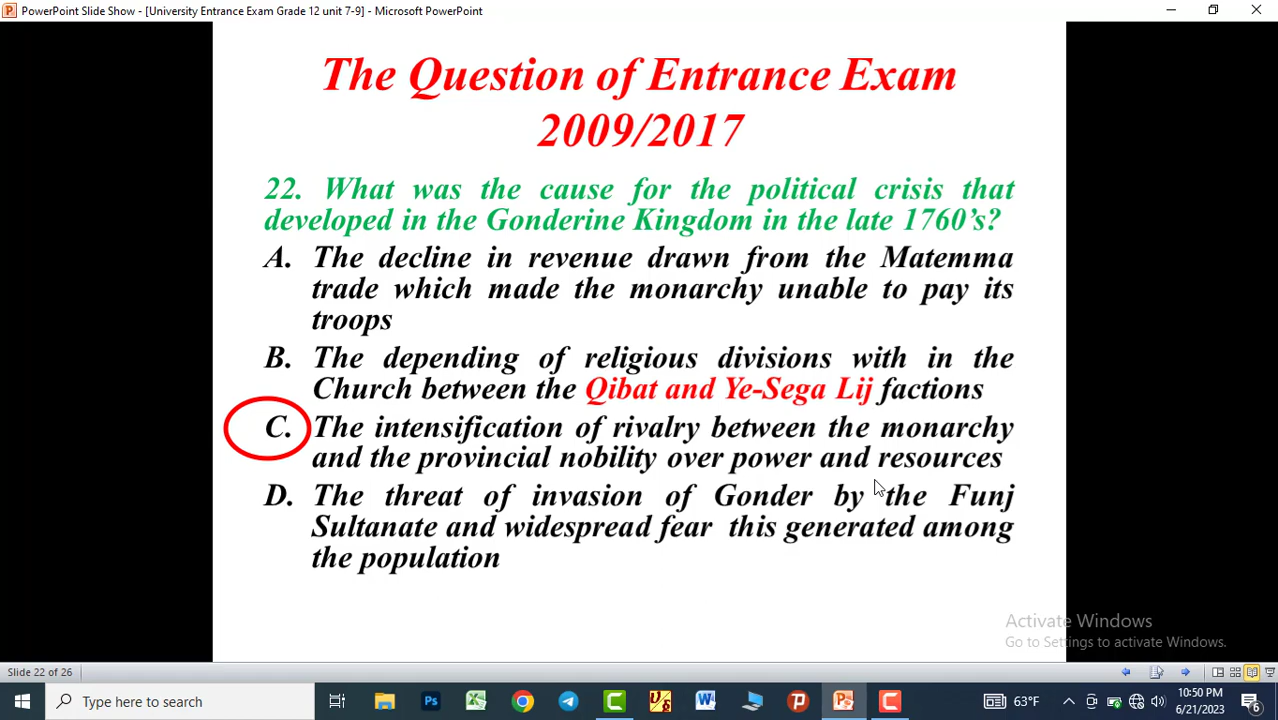 PowerPoint Slide Show - [University Entrance Exam Grade 12 unit 7-9] - Microsoft PowerPoint
The Question of Entrance Exam
2009/2017
22. What was the cause for the political crisis that
developed in the Gonderine Kingdom in the late 1760’s?
A. The decline in revenue drawn from the Matemma
trade which made the monarchy unable to pay its
troops
B. The depending of religious divisions with in the
Church between the Qibat and Ye-Sega Lij factions
C. The intensification of rivalry between the monarchy
and the provincial nobility over power and resources
D. The threat of invasion of Gonder by the Funj
Sultanate and widespread fear this generated among
the population
Activate Windows
Go to Settings to activate Windows.
Slide 22 of 26
Type here to search
63°F
10:50 PM
6/21/2023
6